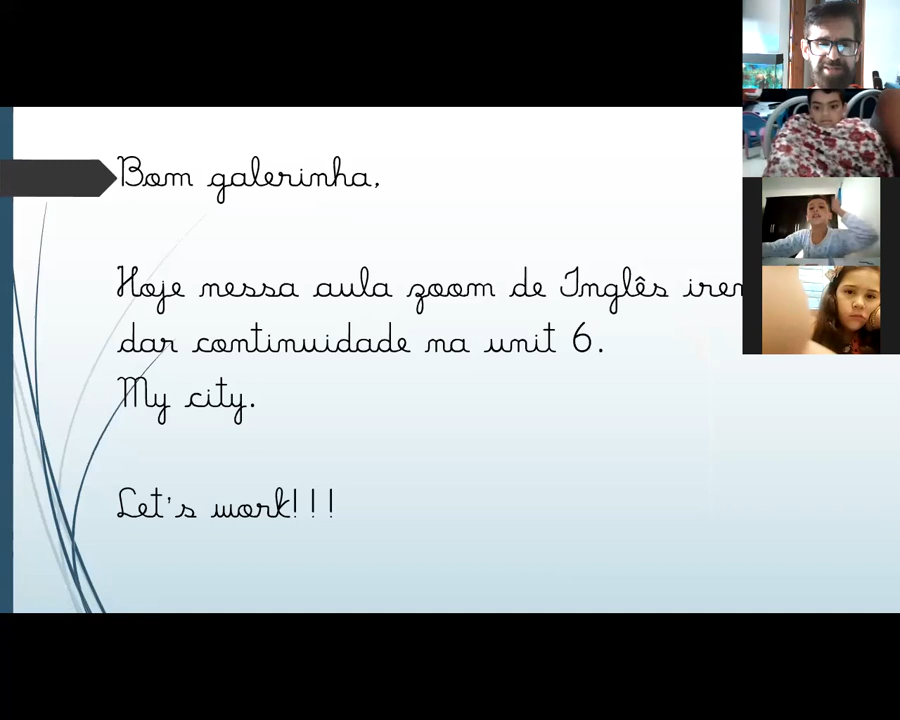 Bom galerinha,
Hoje nessa aula zoom de Inglês
dar continuidade na unit 6.
My city.
Let's work!!!